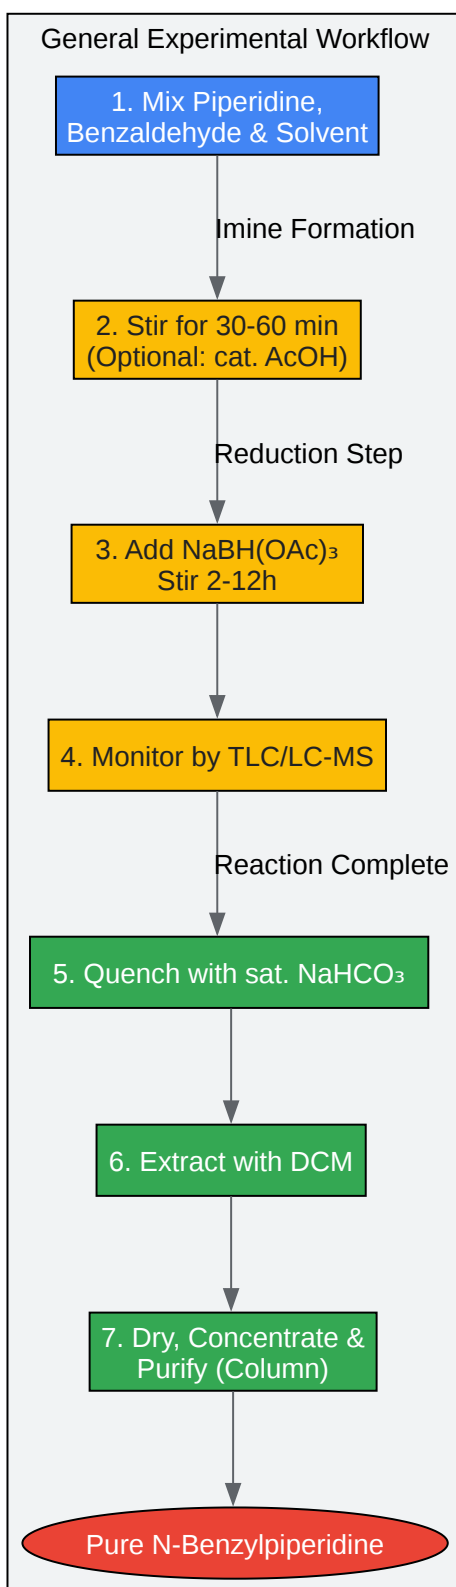 General Experimental Workflow
1. Mix Piperidine,
Benzaldehyde & Solvent
Imine Formation
2. Stir for 30-60 min
(Optional: cat. AcOH)
Reduction Step
3. Add NaBH(OAc)₃
Stir 2-12h
4. Monitor by TLC/LC-MS
Reaction Complete
5. Quench with sat. NaHCO₃
6. Extract with DCM
7. Dry, Concentrate &
Purify (Column)
Pure N-Benzylpiperidine